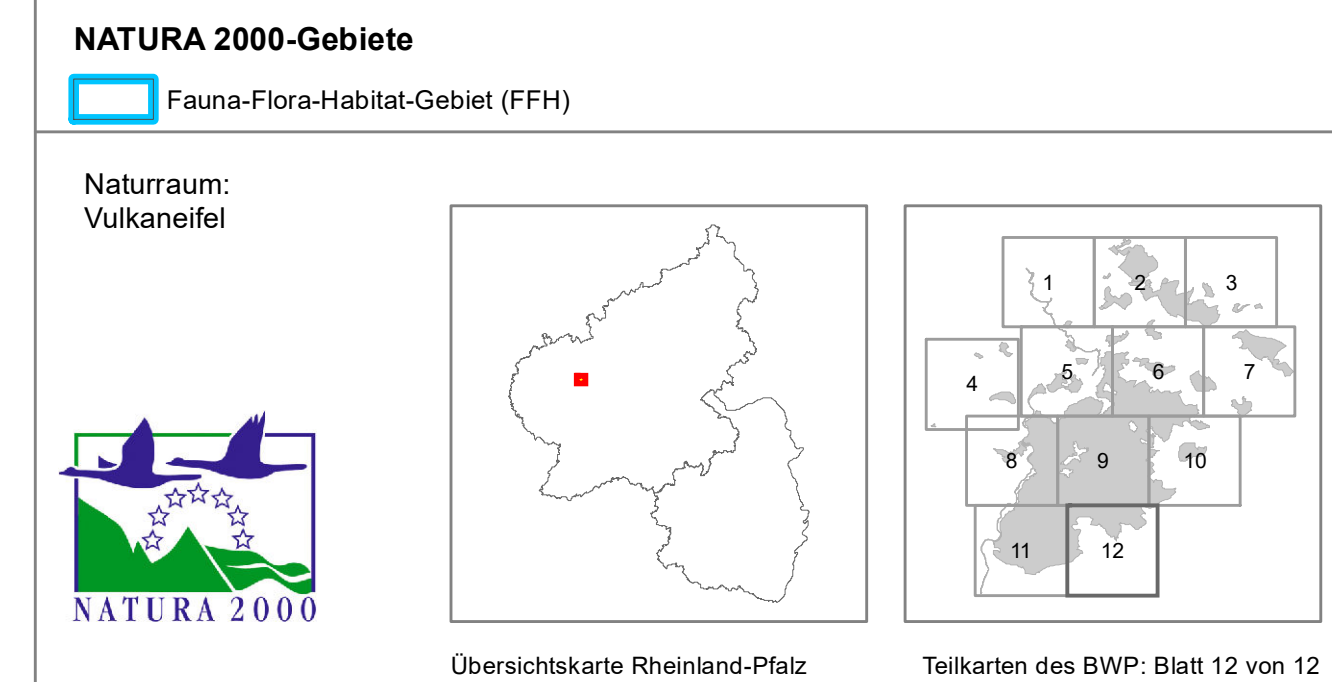 NATURA 2000-Gebiete
Fauna-Flora-Habitat-Gebiet (FFH)
Naturraum:
Vulkaneifel
NATURA 2000
1 2 3
4 5 6 7
8 9 10
11 12
Übersichtskarte Rheinland-Pfalz
Teilkarten des BWP: Blatt 12 von 12